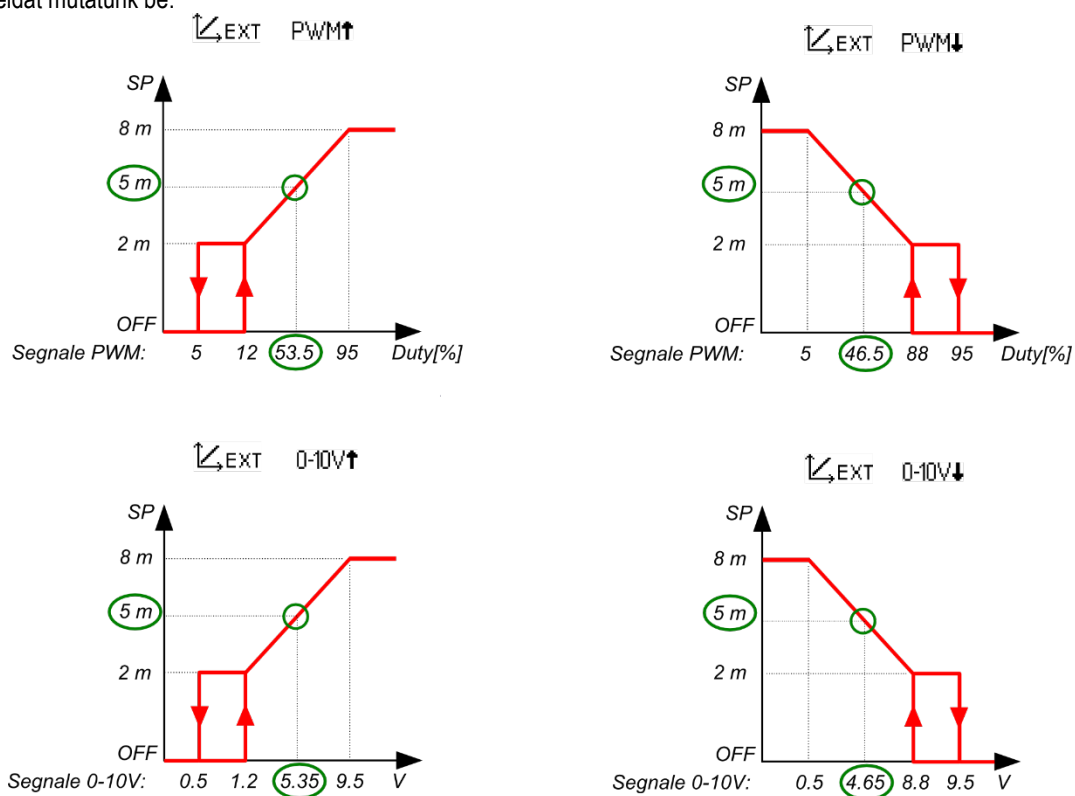 eldat mutatunk be:
EXT PWM⬆
SP
8 m
5 m
2 m
OFF
Segnale PWM: 5 12 53.5 95 Duty[%]
EXT PWM⬇
SP
8 m
5 m
2 m
OFF
Segnale PWM: 5 46.5 88 95 Duty[%]
EXT 0-10V⬆
SP
8 m
5 m
2 m
OFF
Segnale 0-10V: 0.5 1.2 5.35 9.5 V
EXT 0-10V⬇
SP
8 m
5 m
2 m
OFF
Segnale 0-10V: 0.5 4.65 8.8 9.5 V